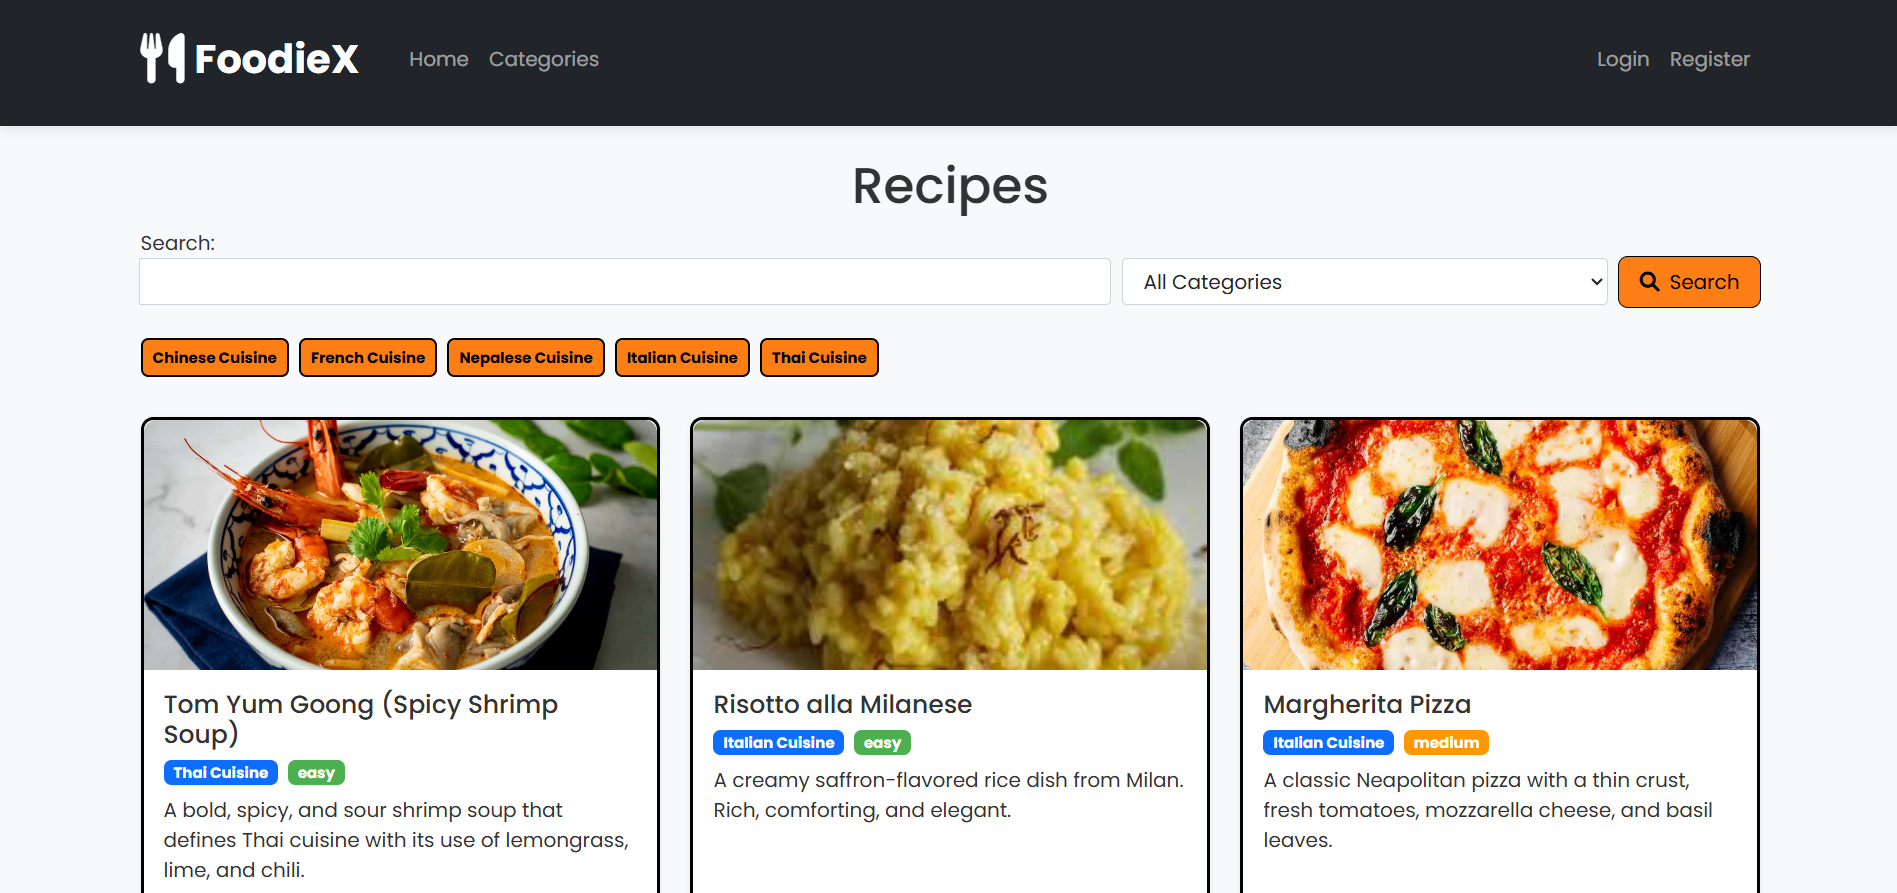 FoodieX Home Categories Login Register
Recipes
Search:
All Categories Search
Chinese Cuisine French Cuisine Nepalese Cuisine Italian Cuisine Thai Cuisine
Tom Yum Goong (Spicy Shrimp
Soup)
Thai Cuisine easy
A bold, spicy, and sour shrimp soup that
defines Thai cuisine with its use of lemongrass,
lime, and chili.
Risotto alla Milanese
Italian Cuisine easy
A creamy saffron-flavored rice dish from Milan.
Rich, comforting, and elegant.
Margherita Pizza
Italian Cuisine medium
A classic Neapolitan pizza with a thin crust,
fresh tomatoes, mozzarella cheese, and basil
leaves.